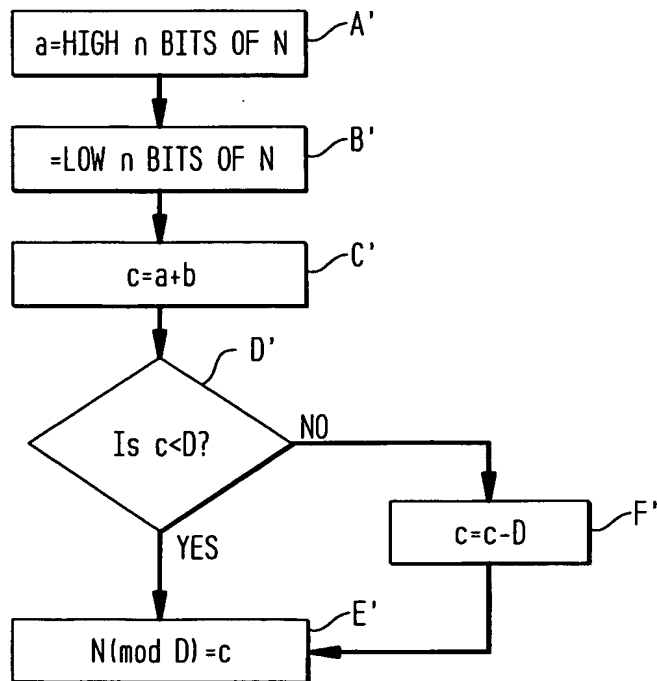 a=HIGH n BITS OF N
A'
=LOW n BITS OF N
B'
c=a+b
C'
D'
Is c<D?
NO
YES
c=c-D
F'
E'
N(mod D)=c